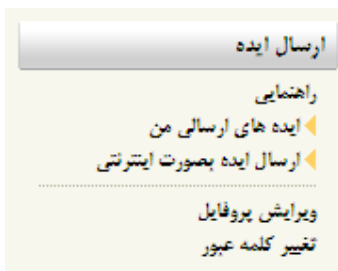 ارسال ایده
راهنمایی
ایده های ارسالی من
ارسال ایده بصورت اینترنتی
ویرایش پروفایل
تغییر کلمه عبور